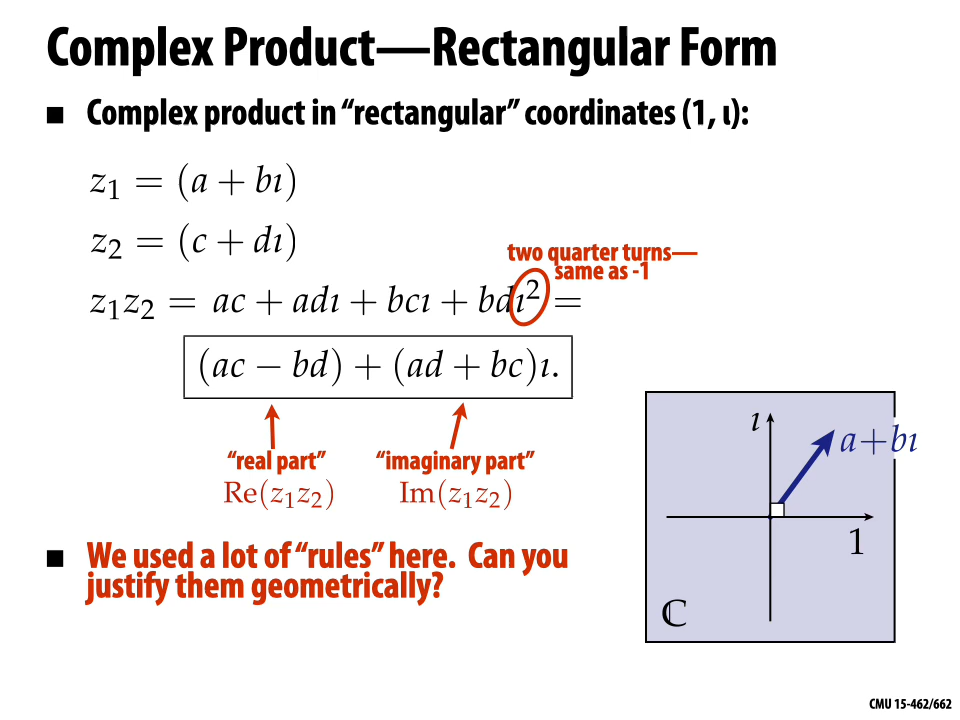 Complex Product—Rectangular Form
■ Complex product in “rectangular” coordinates (1, ı):
z₁ = (a + bı)
z₂ = (c + dı)
two quarter turns—
same as -1
z₁z₂ = ac + adı + bcı + bdı² =
(ac − bd) + (ad + bc)ı.
“real part” “imaginary part”
Re(z₁z₂) Im(z₁z₂)
ı
a+bı
1
ℂ
■ We used a lot of “rules” here. Can you
justify them geometrically?
CMU 15-462/662